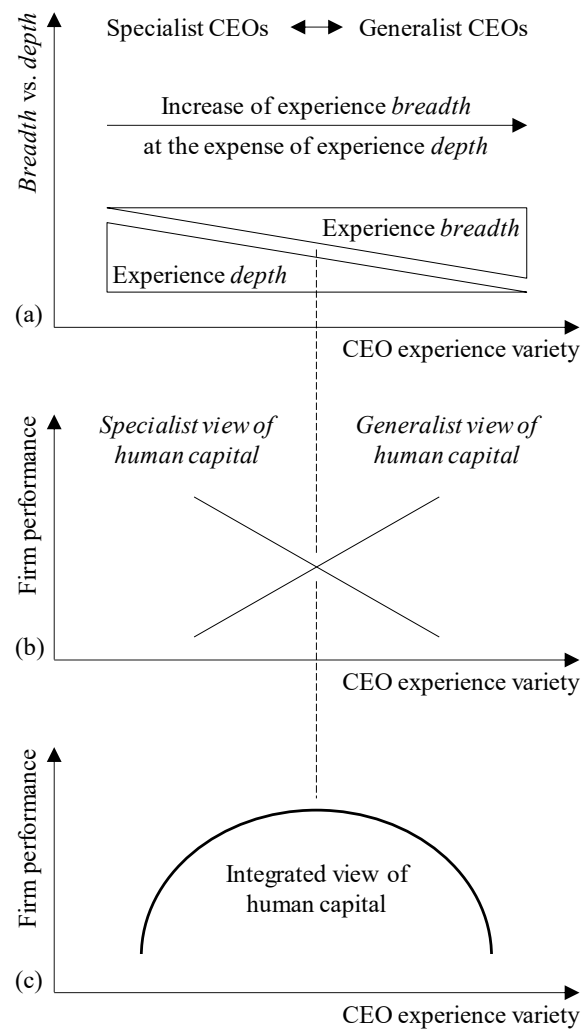 Specialist CEOs
Generalist CEOs
Breadth vs. depth
Increase of experience breadth
at the expense of experience depth
Experience breadth
Experience depth
(a)
CEO experience variety
Specialist view of
human capital
Generalist view of
human capital
Firm performance
(b)
CEO experience variety
Firm performance
Integrated view of
human capital
(c)
CEO experience variety